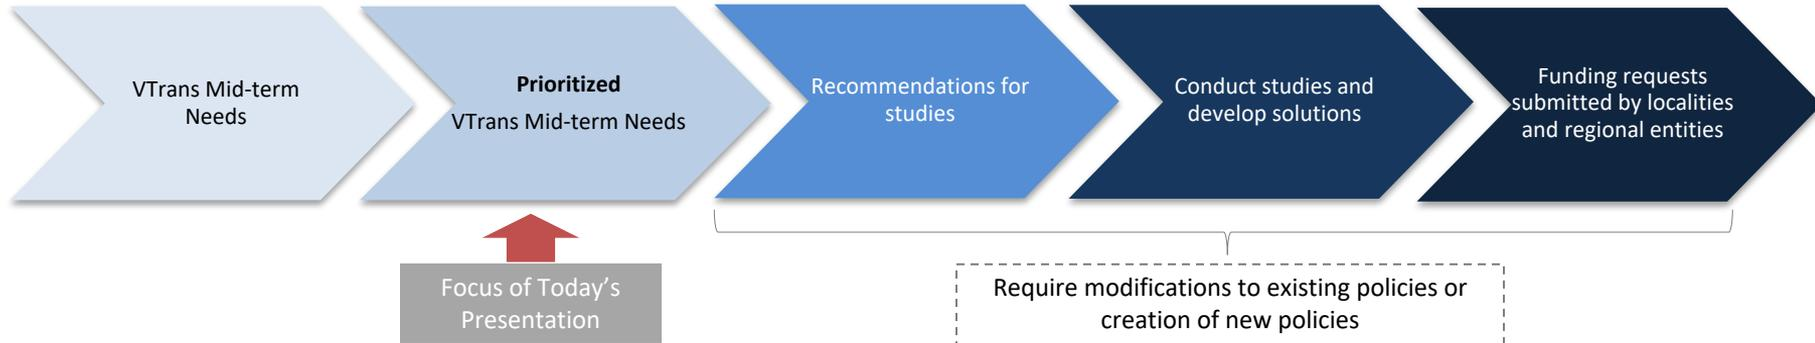 VTrans Mid-term
Needs
Prioritized
VTrans Mid-term Needs
Recommendations for
studies
Conduct studies and
develop solutions
Funding requests
submitted by localities
and regional entities
Focus of Today’s
Presentation
Require modifications to existing policies or
creation of new policies